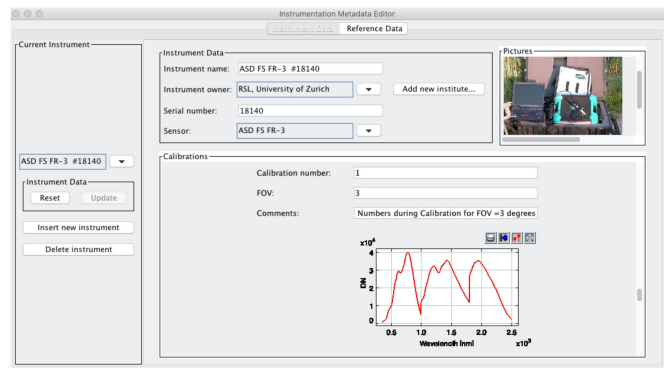 Instrumentation Metadata Editor
Instrument Data Reference Data
Current Instrument
ASD FS FR-3 #18140
Instrument Data
Reset Update
Insert new instrument
Delete instrument
Instrument Data
Instrument name: ASD FS FR-3 #18140
Instrument owner: RSL, University of Zurich Add new institute...
Serial number: 18140
Sensor: ASD FS FR-3
Pictures
Calibrations
Calibration number: 1
FOV: 3
Comments: Numbers during Calibration for FOV =3 degrees
x10⁴
4
3
DN
2
1
0
0.5 1.0 1.5 2.0 2.5
Wavelength [nm] x10³